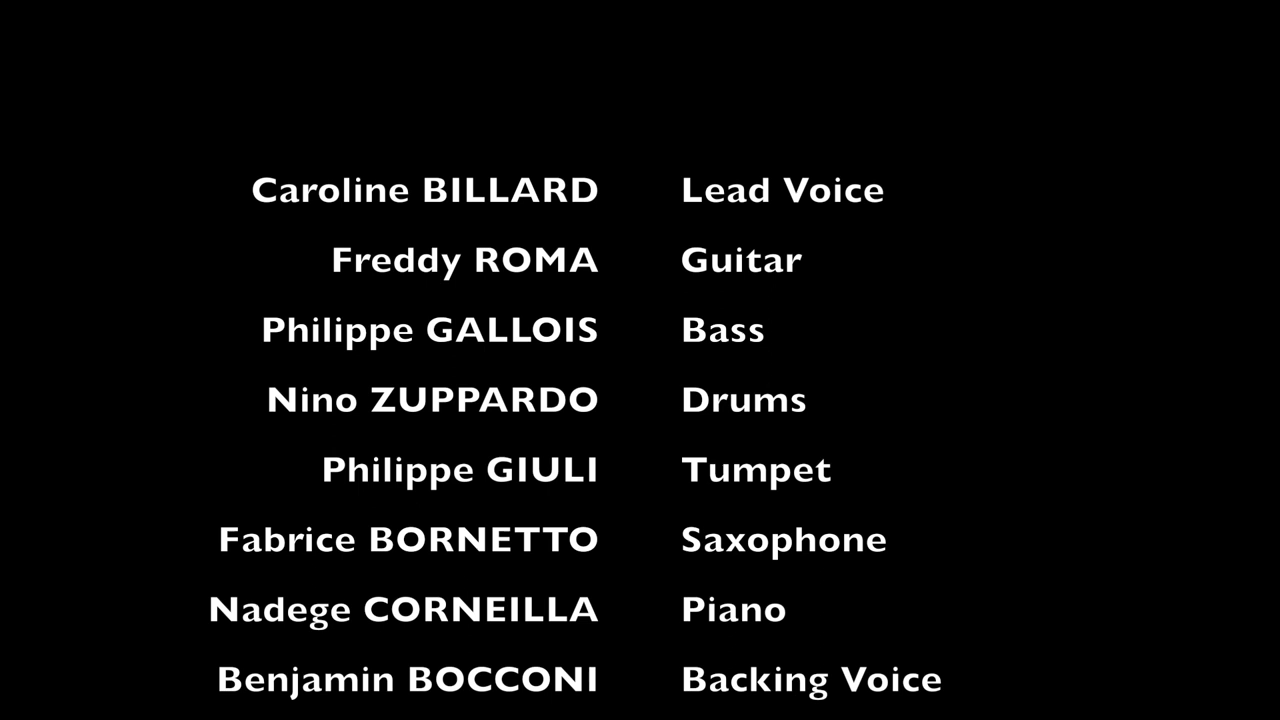 Caroline BILLARD Lead Voice
Freddy ROMA Guitar
Philippe GALLOIS Bass
Nino ZUPPARDO Drums
Philippe GIULI Tumpet
Fabrice BORNETTO Saxophone
Nadege CORNEILLA Piano
Benjamin BOCCONI Backing Voice